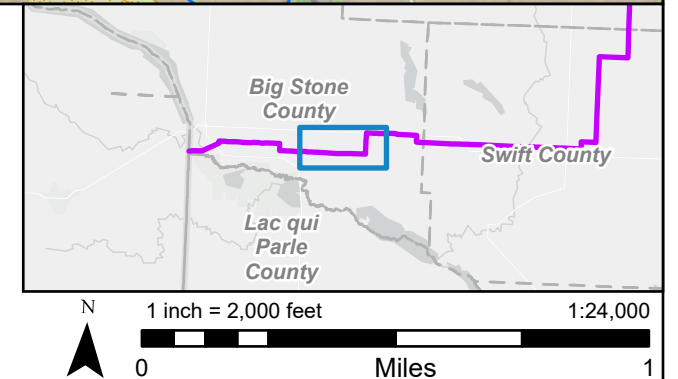 Big Stone
County
Swift County
Lac qui
Parle
County
N
1 inch = 2,000 feet
1:24,000
0
Miles
1